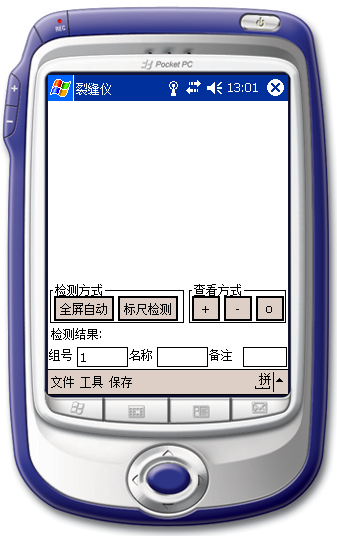 REC
Pocket PC
裂缝仪 13:01
检测方式 查看方式
全屏自动 标尺检测 + - o
检测结果:
组号 1 名称 备注
文件 工具 保存 拼